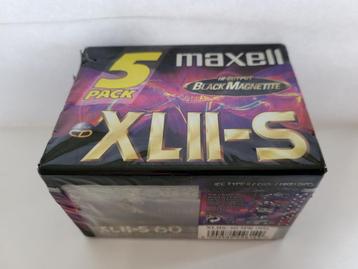 5 PACK
maxell
HI-OUTPUT
BLACK MAGNETITE
XLII-S
XLII-S 60